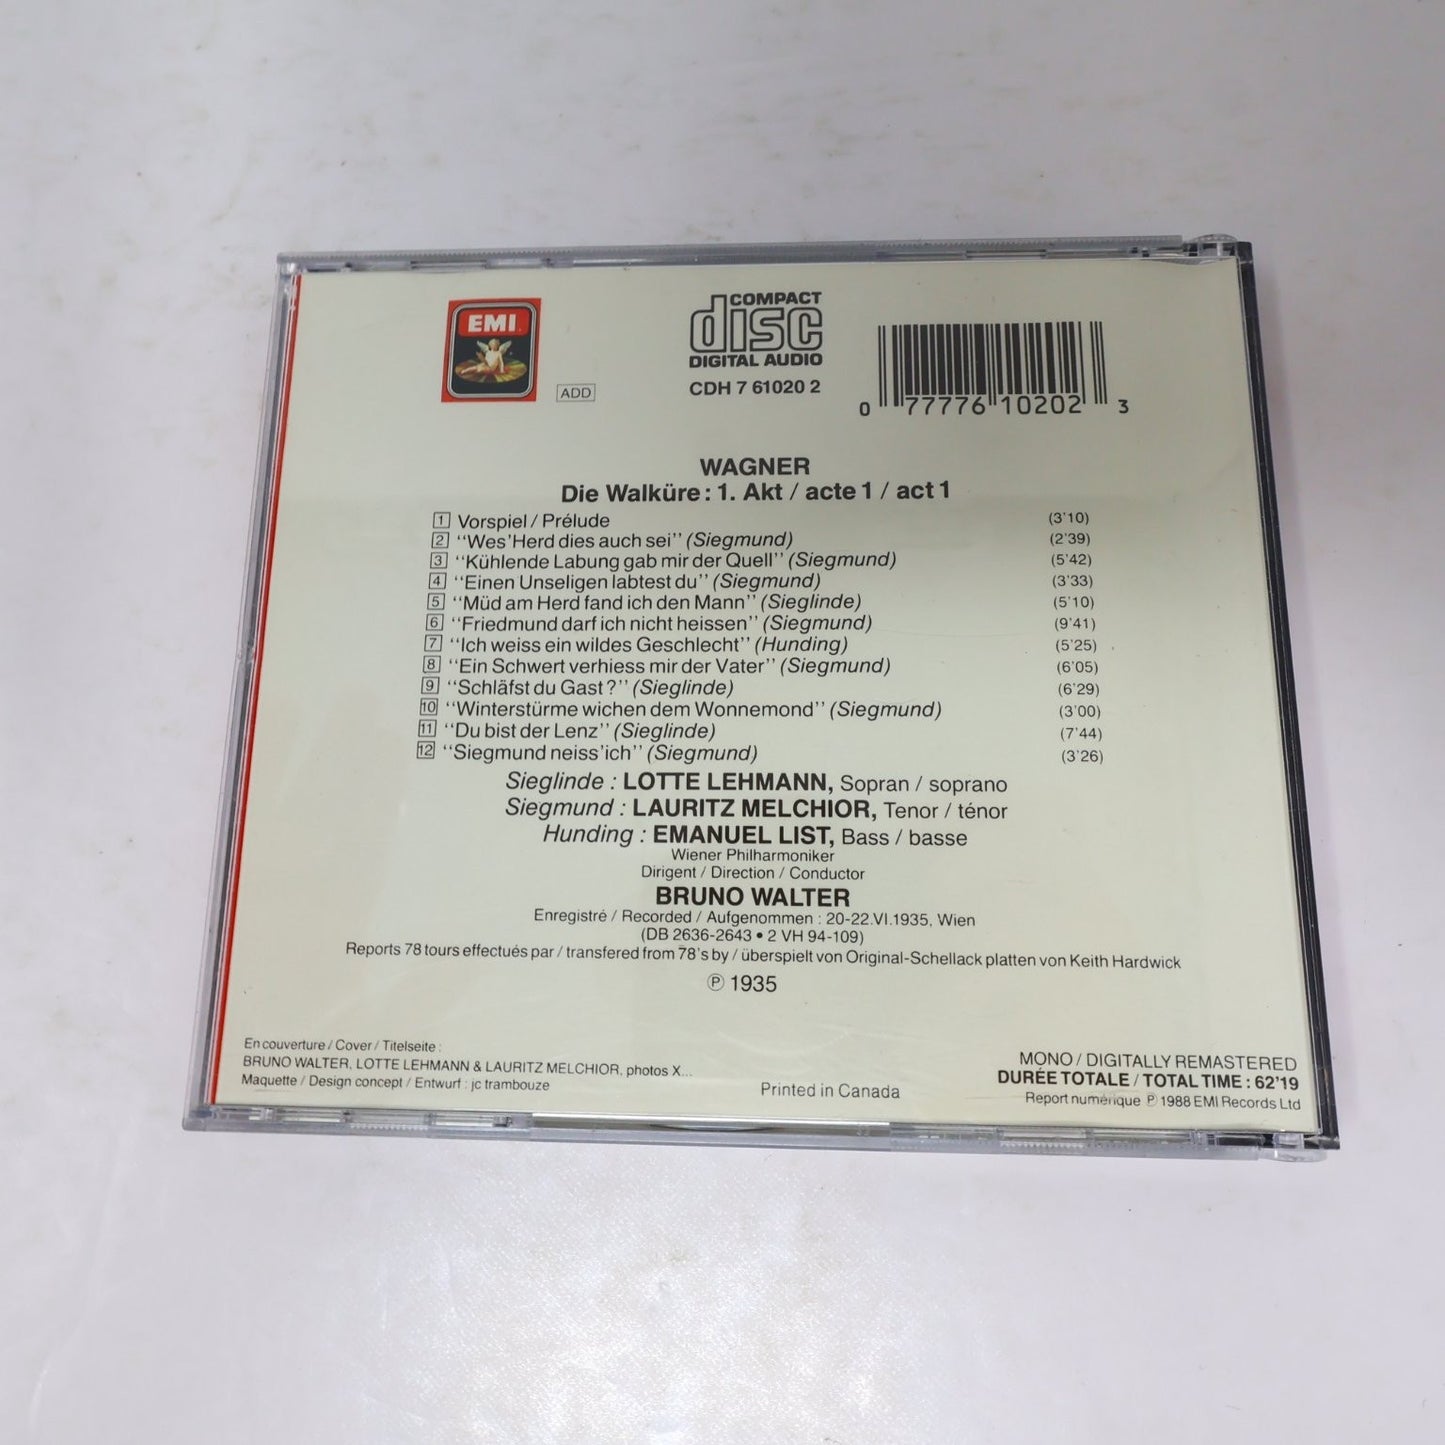 EMI
ADD
COMPACT
disc
DIGITAL AUDIO
CDH 7 61020 2
0 77776 10202 3
WAGNER
Die Walküre : 1. Akt / acte 1 / act 1
1 Vorspiel / Prélude (3'10)
2 "Wes'Herd dies auch sei" (Siegmund) (2'39)
3 "Kühlende Labung gab mir der Quell" (Siegmund) (5'42)
4 "Einen Unseligen labtest du" (Siegmund) (3'33)
5 "Müd am Herd fand ich den Mann" (Sieglinde) (5'10)
6 "Friedmund darf ich nicht heissen" (Siegmund) (9'41)
7 "Ich weiss ein wildes Geschlecht" (Hunding) (5'25)
8 "Ein Schwert verhiess mir der Vater" (Siegmund) (6'05)
9 "Schläfst du Gast ?" (Sieglinde) (6'29)
10 "Winterstürme wichen dem Wonnemond" (Siegmund) (3'00)
11 "Du bist der Lenz" (Sieglinde) (7'44)
12 "Siegmund neiss'ich" (Siegmund) (3'26)
Sieglinde : LOTTE LEHMANN, Sopran / soprano
Siegmund : LAURITZ MELCHIOR, Tenor / ténor
Hunding : EMANUEL LIST, Bass / basse
Wiener Philharmoniker
Dirigent / Direction / Conductor
BRUNO WALTER
Enregistré / Recorded / Aufgenommen : 20-22.VI.1935, Wien
(DB 2636-2643 • 2 VH 94-109)
Reports 78 tours effectués par / transfered from 78's by / überspielt von Original-Schellack platten von Keith Hardwick
℗ 1935
En couverture / Cover / Titelseite :
BRUNO WALTER, LOTTE LEHMANN & LAURITZ MELCHIOR, photos X...
Maquette / Design concept / Entwurf : jc trambouze
Printed in Canada
MONO / DIGITALLY REMASTERED
DURÉE TOTALE / TOTAL TIME : 62'19
Report numérique ℗ 1988 EMI Records Ltd